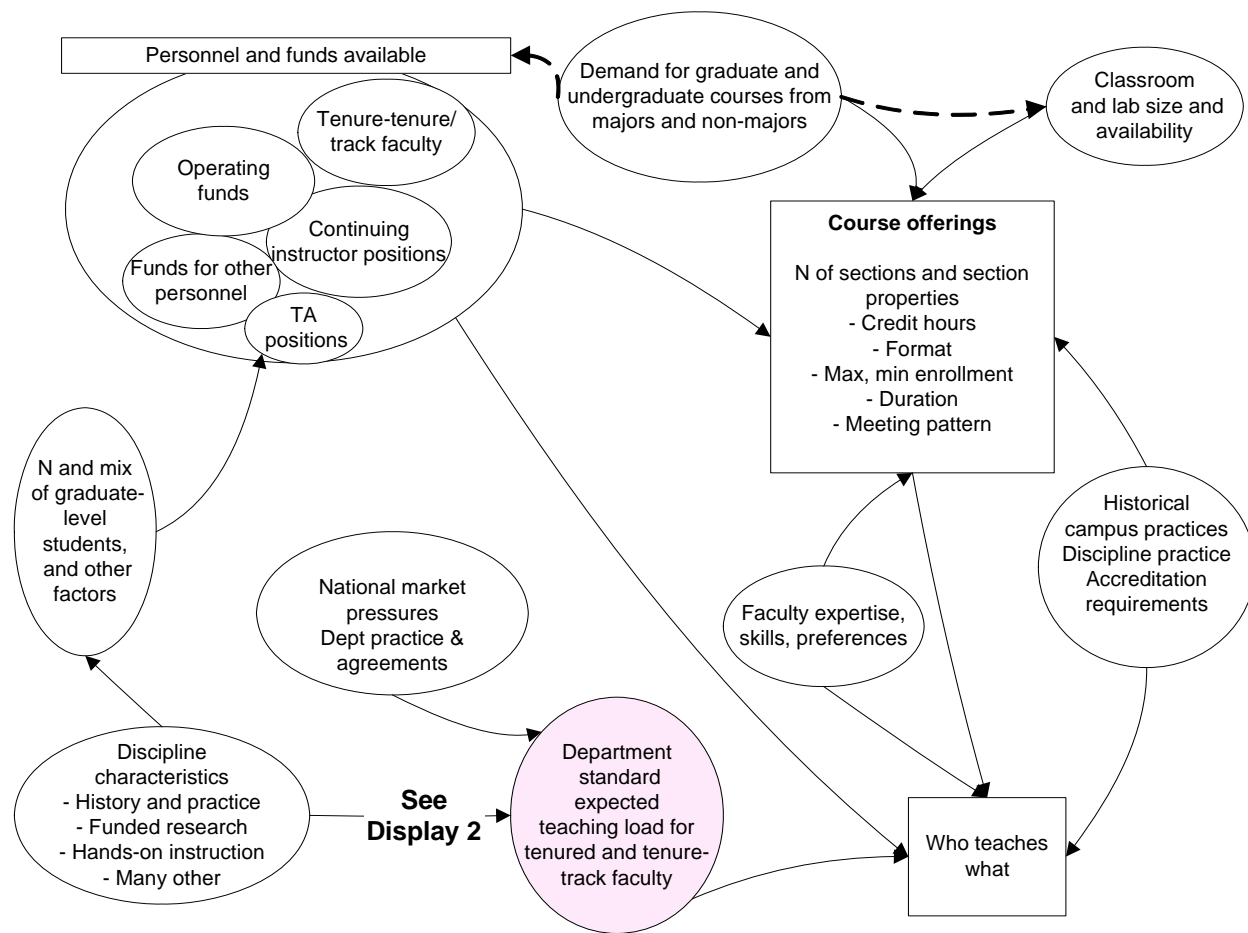 Personnel and funds available
Demand for graduate and
undergraduate courses from
majors and non-majors
Classroom
and lab size and
availability
Tenure-tenure/
track faculty
Operating
funds
Continuing
instructor positions
Funds for other
personnel
TA
positions
Course offerings
N of sections and section
properties
- Credit hours
- Format
- Max, min enrollment
- Duration
- Meeting pattern
N and mix
of graduate-
level
students,
and other
factors
Historical
campus practices
Discipline practice
Accreditation
requirements
National market
pressures
Dept practice &
agreements
Faculty expertise,
skills, preferences
Discipline
characteristics
- History and practice
- Funded research
- Hands-on instruction
- Many other
See
Display 2
Department
standard
expected
teaching load for
tenured and tenure-
track faculty
Who teaches
what